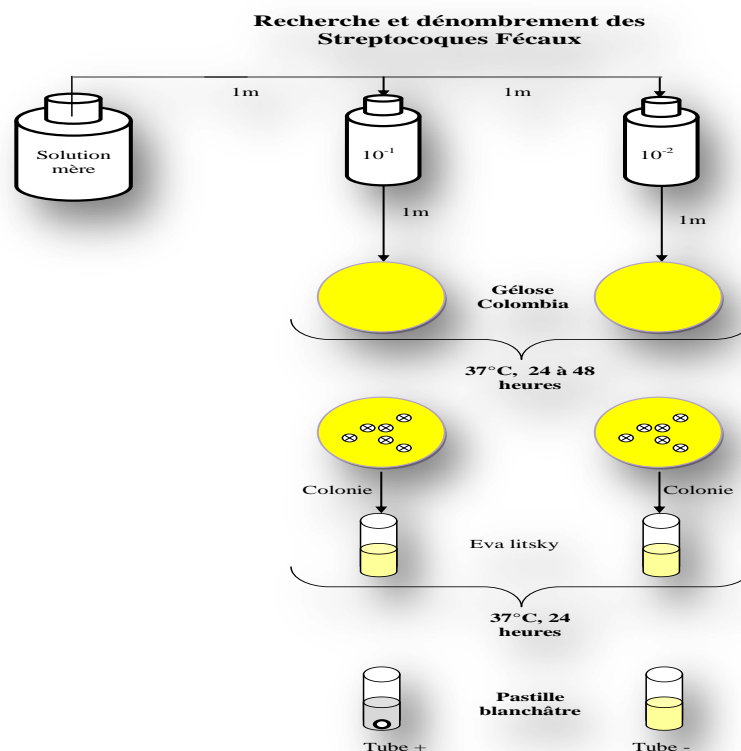 Recherche et dénombrement des
Streptocoques Fécaux
1m
1m
Solution
mère
10⁻¹
10⁻²
1m
1m
Gélose
Colombia
37°C, 24 à 48
heures
Colonie
Colonie
Eva litsky
37°C, 24
heures
Pastille
blanchâtre
Tube +
Tube -